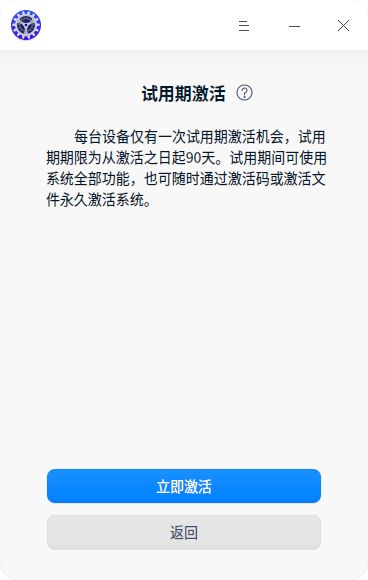 试用期激活
每台设备仅有一次试用期激活机会，试用
期期限为从激活之日起90天。试用期间可使用
系统全部功能，也可随时通过激活码或激活文
件永久激活系统。
立即激活
返回